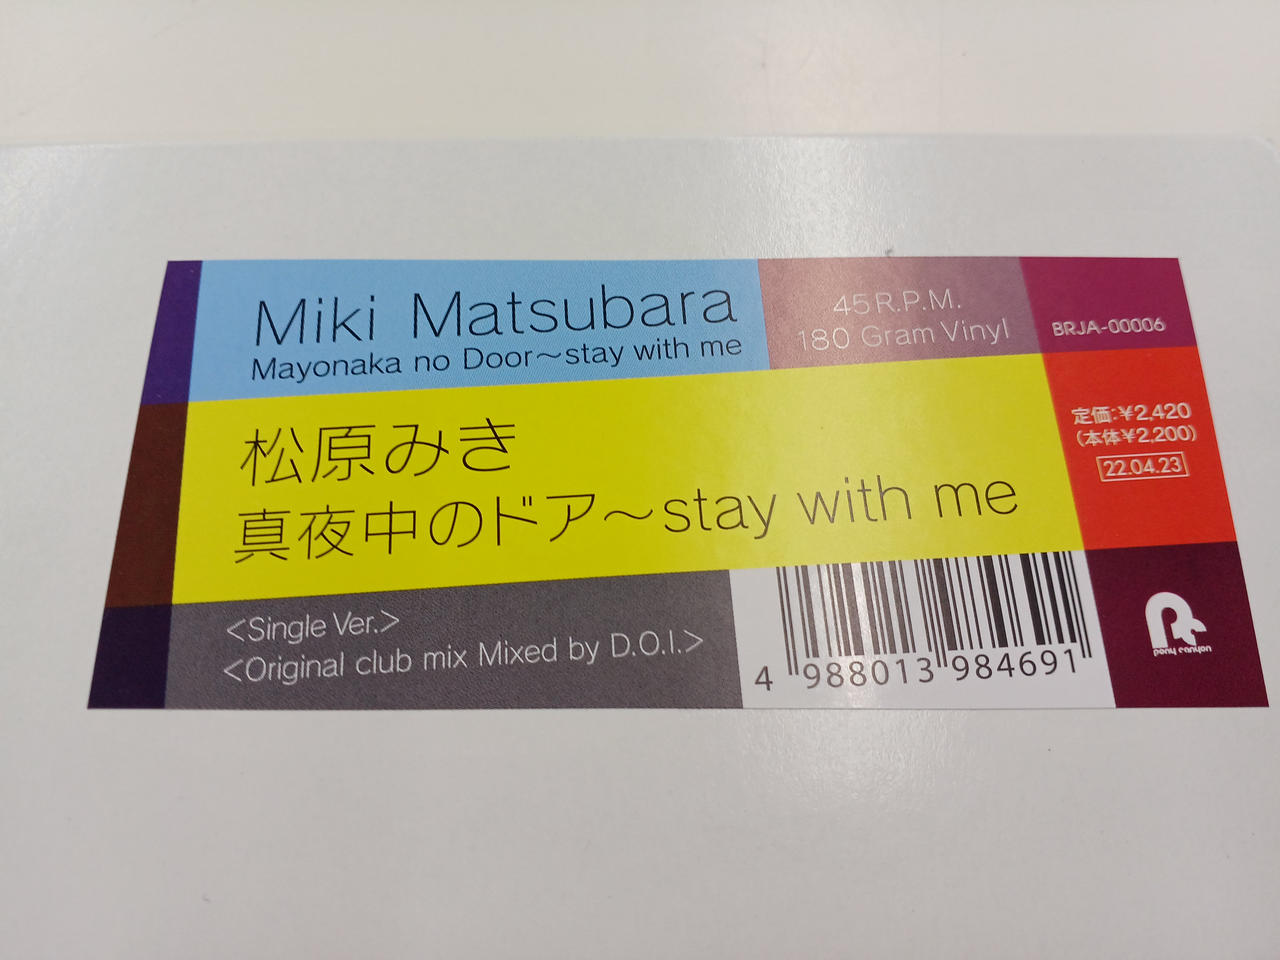 Miki Matsubara
Mayonaka no Door～stay with me
45 R.P.M.
180 Gram Vinyl
BRJA-00006
松原みき
真夜中のドア～stay with me
定価:¥2,420
(本体¥2,200)
22.04.23
<Single Ver.>
<Original club mix Mixed by D.O.I.>
4 988013 984691
pony canyon